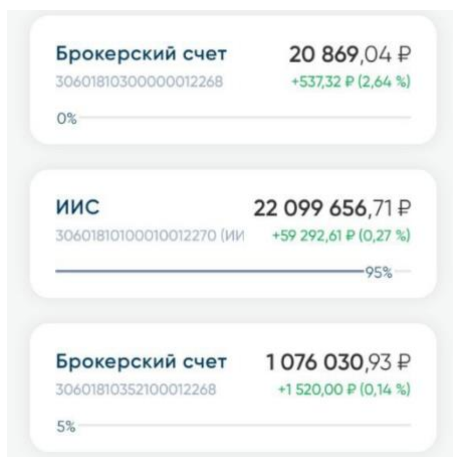 Брокерский счет 20 869,04 ₽
30601810300000012268 +537,32 ₽ (2,64 %)
0%
ИИС 22 099 656,71 ₽
30601810100010012270 (ИИ +59 292,61 ₽ (0,27 %)
95%
Брокерский счет 1 076 030,93 ₽
30601810352100012268 +1 520,00 ₽ (0,14 %)
5%